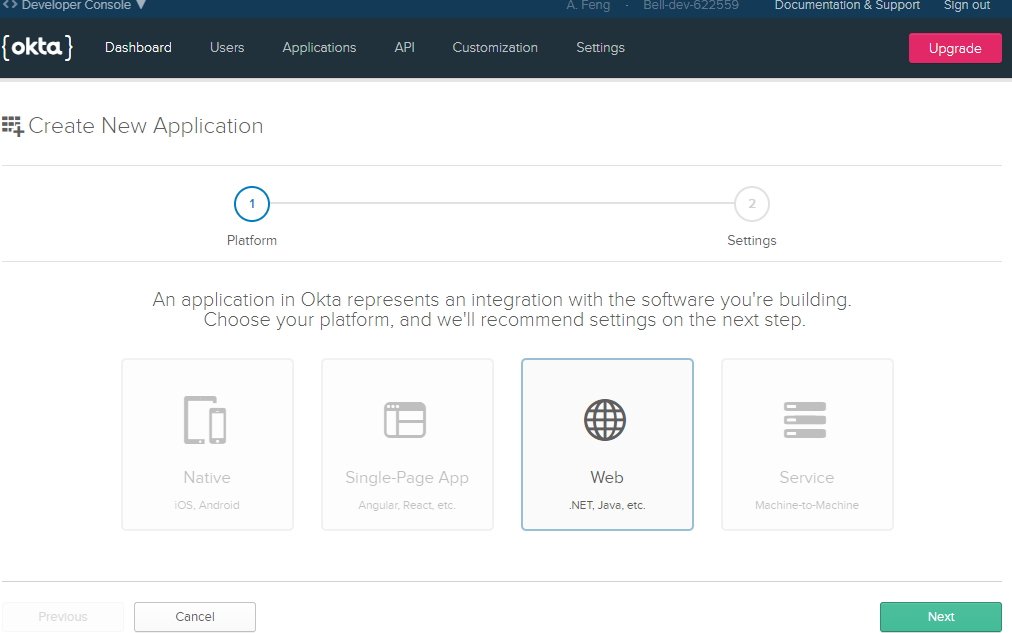 <> Developer Console ▼
A. Feng · Bell-dev-622559 Documentation & Support Sign out
{okta} Dashboard Users Applications API Customization Settings Upgrade
Create New Application
1 2
Platform Settings
An application in Okta represents an integration with the software you're building.
Choose your platform, and we'll recommend settings on the next step.
Native Single-Page App Web Service
iOS, Android Angular, React, etc. .NET, Java, etc. Machine-to-Machine
Previous Cancel Next